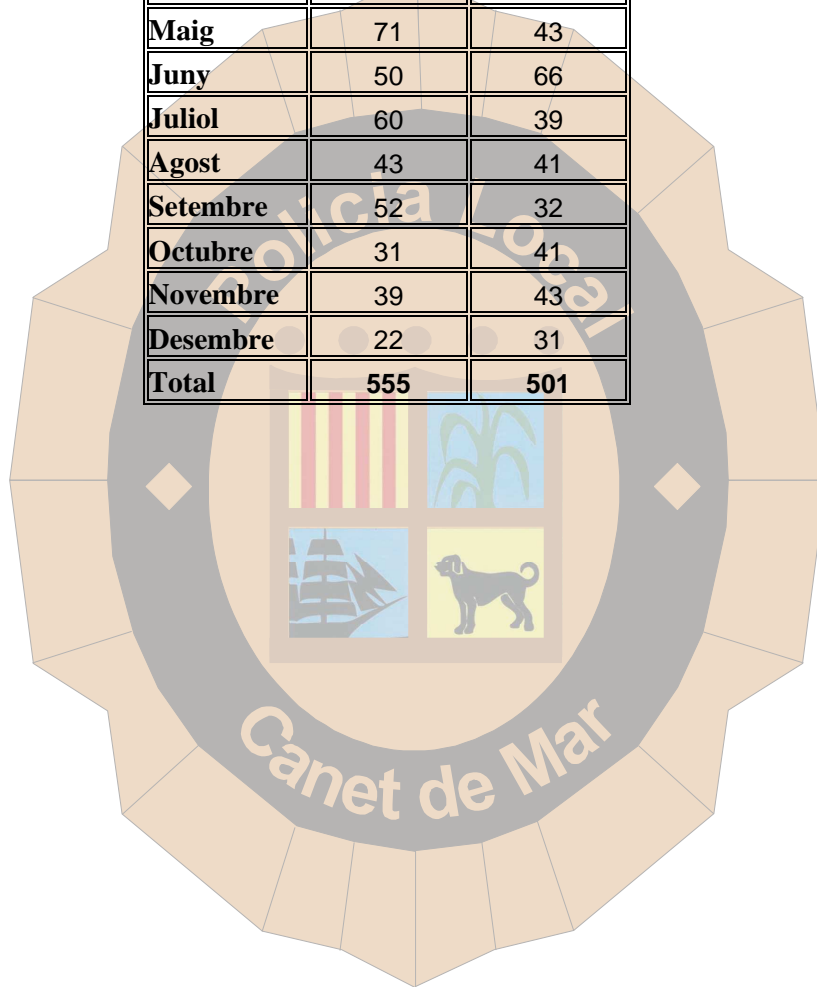 Maig 71 43
Juny 50 66
Juliol 60 39
Agost 43 41
Setembre 52 32
Octubre 31 41
Novembre 39 43
Desembre 22 31
Total 555 501
Policia Local
Canet de Mar